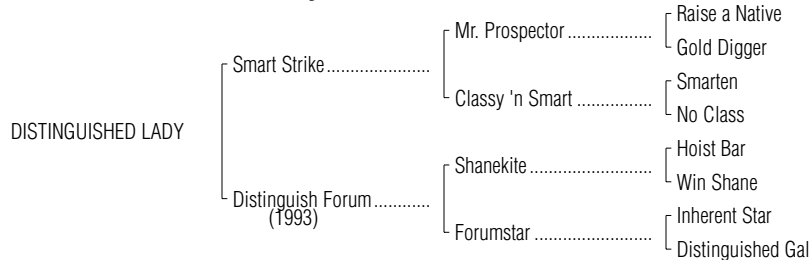 Raise a Native
Mr. Prospector ....................
Gold Digger
Smart Strike .....................
Smarten
Classy 'n Smart .................
No Class
DISTINGUISHED LADY
Hoist Bar
Shanekite ...........................
Win Shane
Distinguish Forum ............
(1993)
Inherent Star
Forumstar ..........................
Distinguished Gal